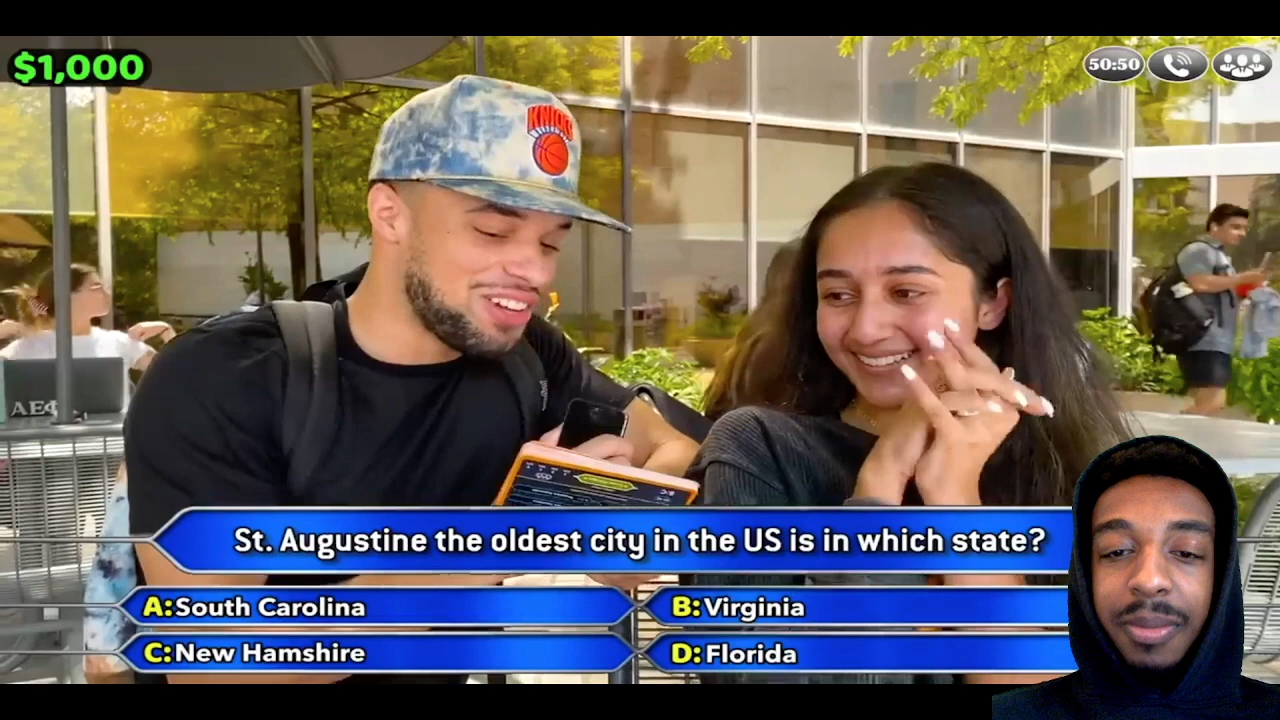 $1,000
50:50
KNICKS
AEΦ
St. Augustine the oldest city in the US is in which state?
A:South Carolina
B:Virginia
C:New Hamshire
D:Florida